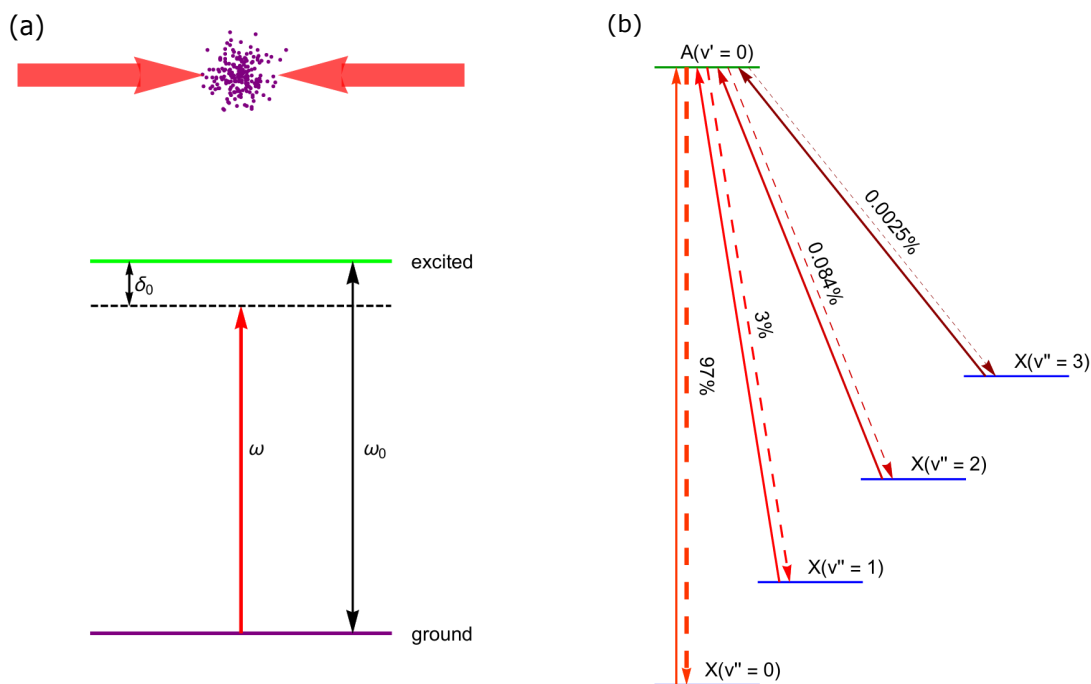 (a)
excited
δ₀
ω
ω₀
ground
(b)
A(v' = 0)
0.0025%
0.084%
3%
97%
X(v" = 3)
X(v" = 2)
X(v" = 1)
X(v" = 0)